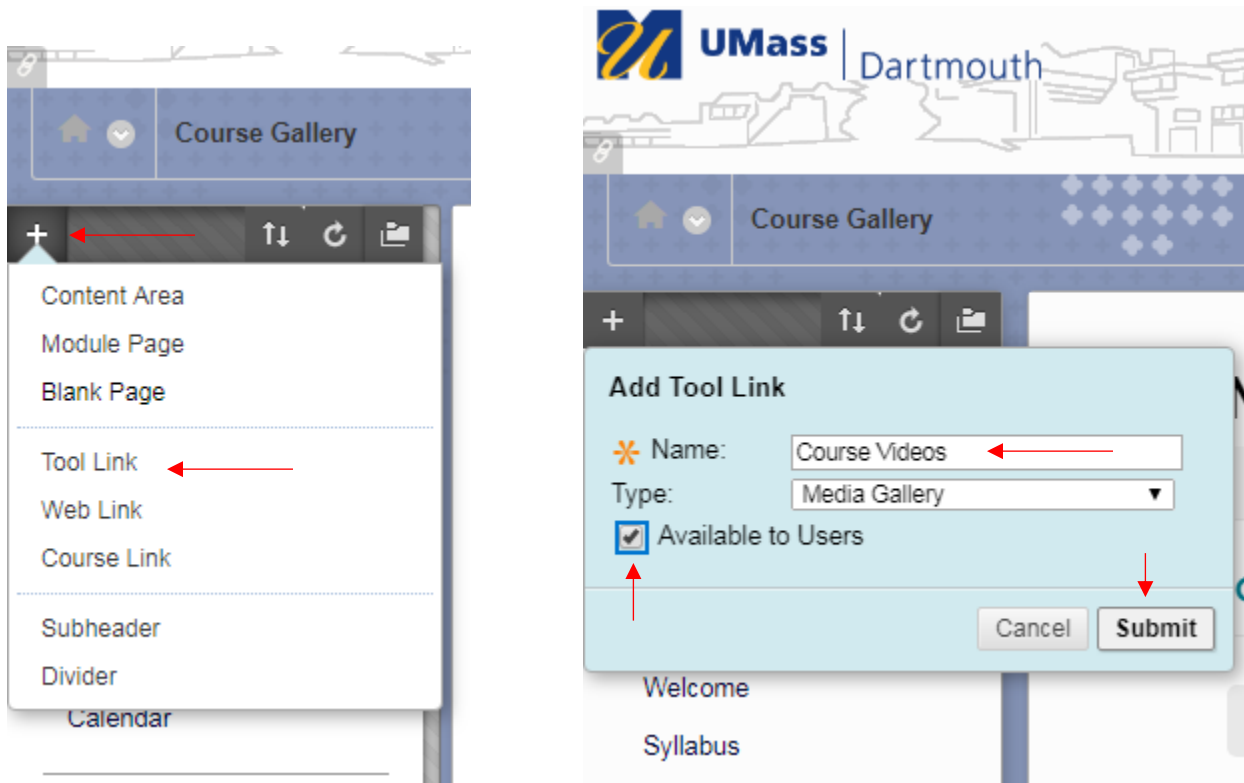 Course Gallery
+
Content Area
Module Page
Blank Page
Tool Link
Web Link
Course Link
Subheader
Divider
Calendar
UMass
Dartmouth
Course Gallery
+
Add Tool Link
Name: Course Videos
Type: Media Gallery
Available to Users
Cancel Submit
Welcome
Syllabus